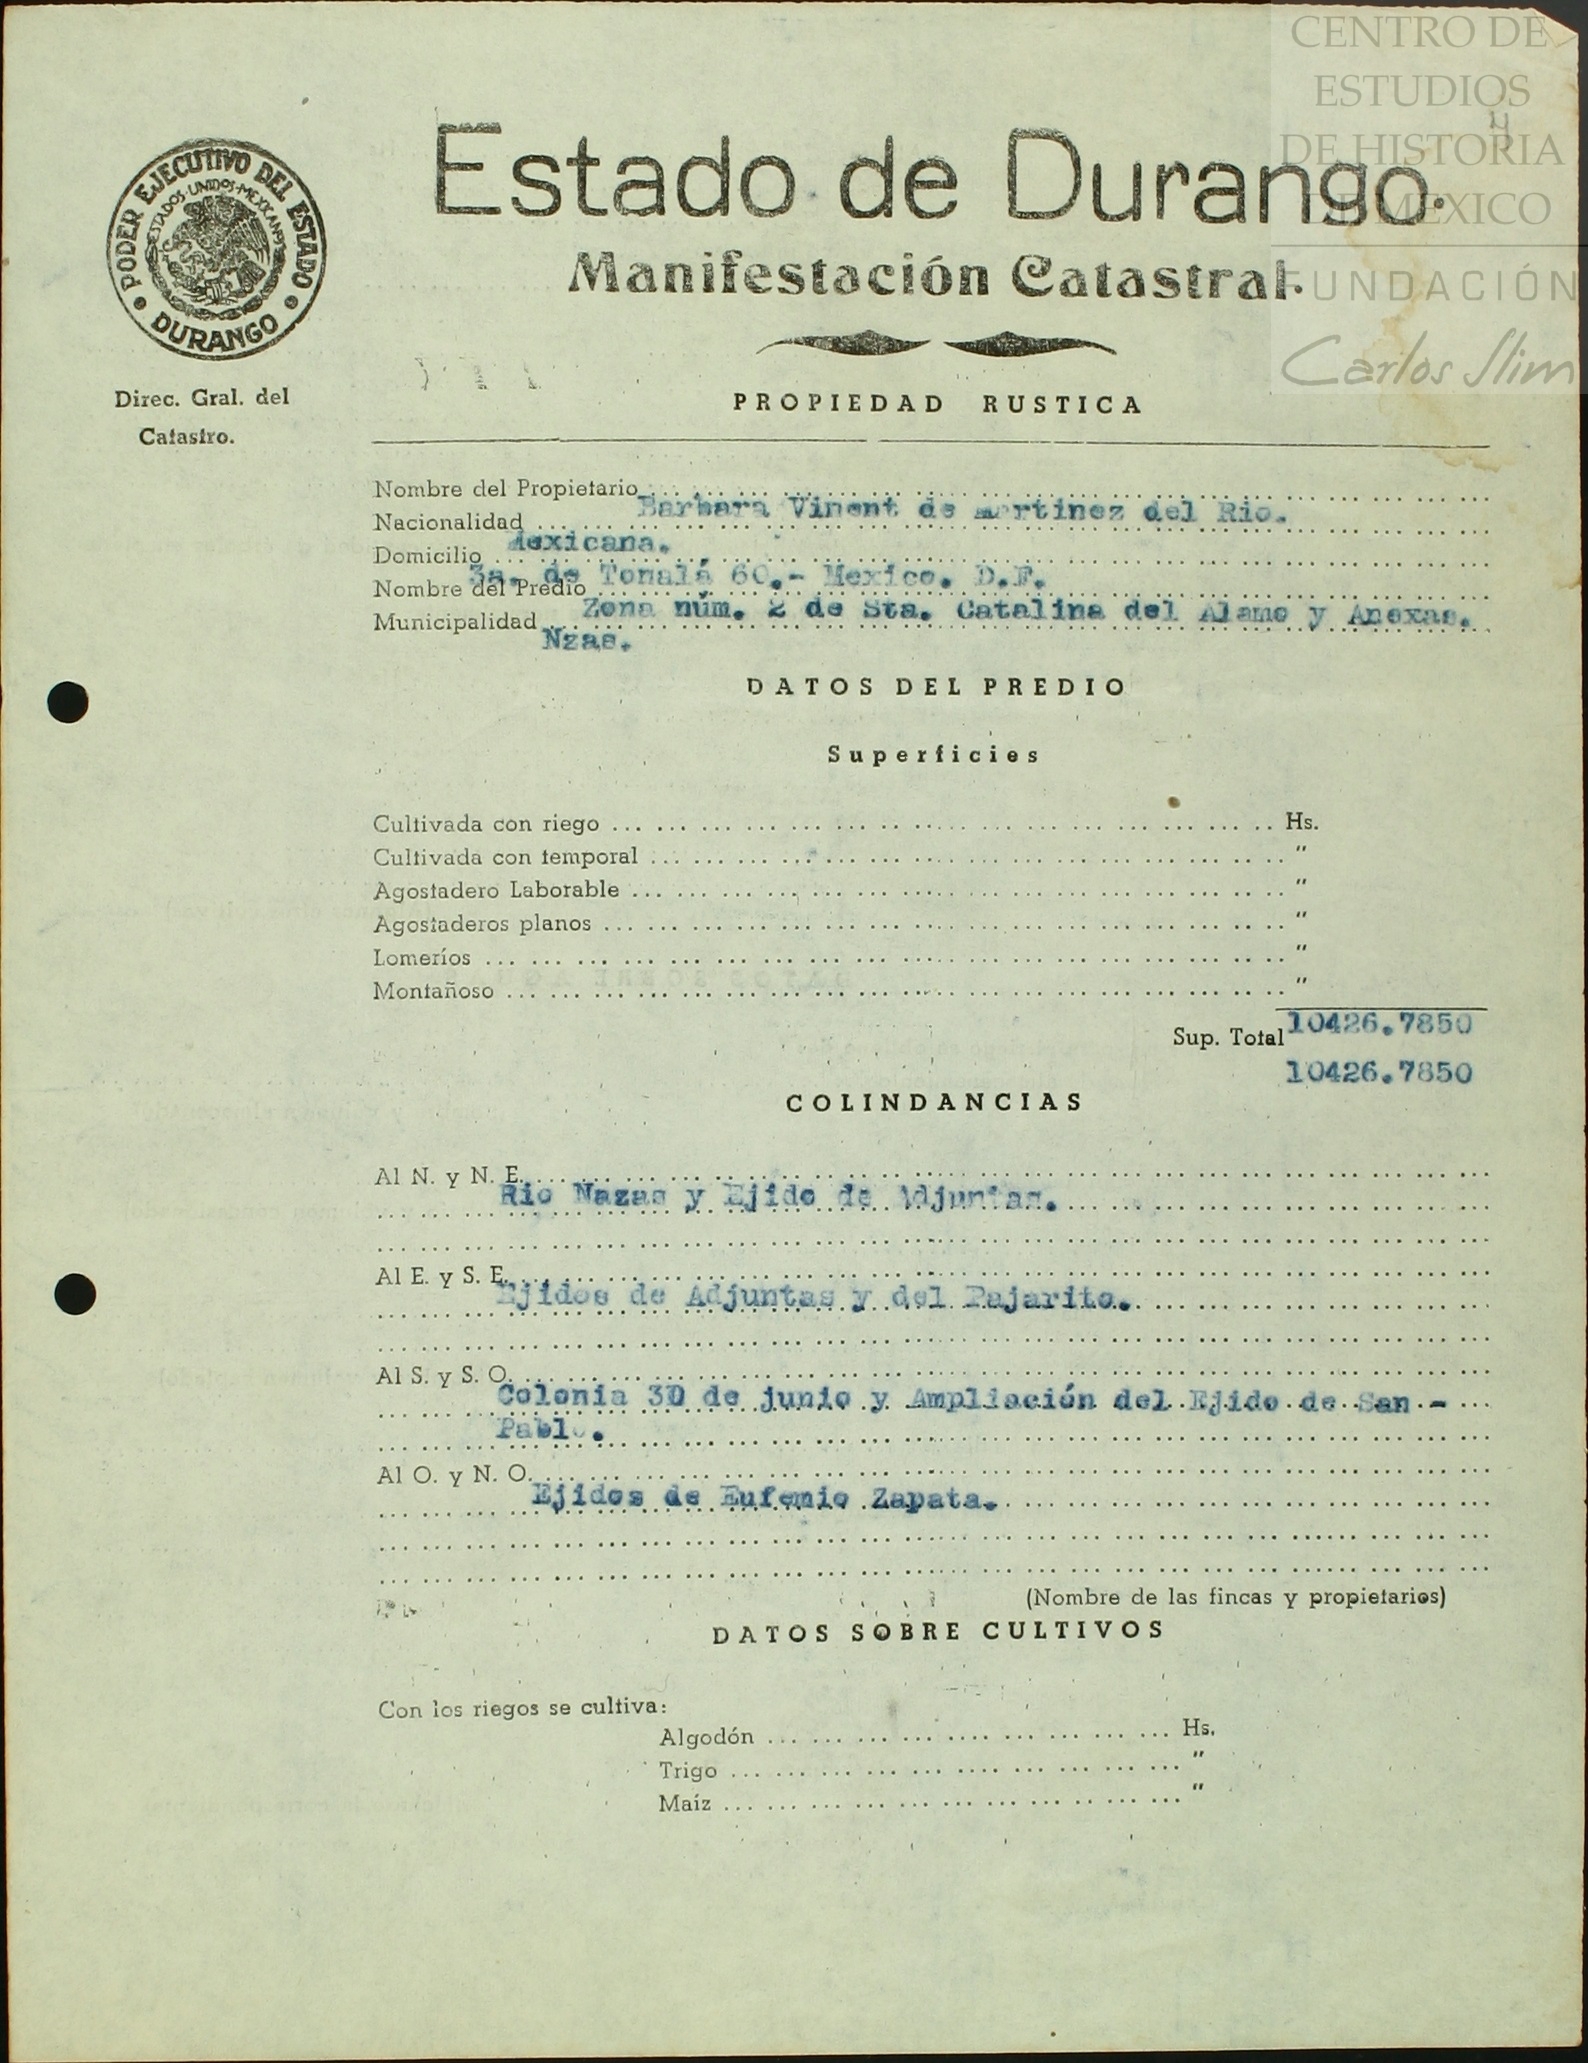 CENTRO DE
ESTUDIOS
DE HISTORIA
DE MEXICO
FUNDACIÓN
Carlos Slim
4
PODER EJECUTIVO DEL ESTADO
ESTADOS UNIDOS MEXICANOS
DURANGO
Estado de Durango.
Manifestación Catastral.
Direc. Gral. del
Catastro.
PROPIEDAD RUSTICA
Nombre del Propietario Barbara Vinent de Martinez del Rio.
Nacionalidad Mexicana.
Domicilio 3a. de Tonalá 60.- Mexico. D.F.
Nombre del Predio Zona núm. 2 de Sta. Catalina del Alamo y Anexas.
Municipalidad Nzas.
DATOS DEL PREDIO
Superficies
Cultivada con riego Hs.
Cultivada con temporal "
Agostadero Laborable "
Agostaderos planos "
Lomeríos "
Montañoso "
Sup. Total 10426.7850
10426.7850
COLINDANCIAS
Al N. y N. E.
Rio Nazas y Ejido de Adjuntas.
Al E. y S. E.
Ejidos de Adjuntas y del Pajarito.
Al S. y S. O.
Colonia 30 de junio y Ampliación del Ejido de San -
Pablo.
Al O. y N. O.
Ejidos de Eufemio Zapata.
(Nombre de las fincas y propietarios)
DATOS SOBRE CULTIVOS
Con los riegos se cultiva:
Algodón Hs.
Trigo "
Maíz "